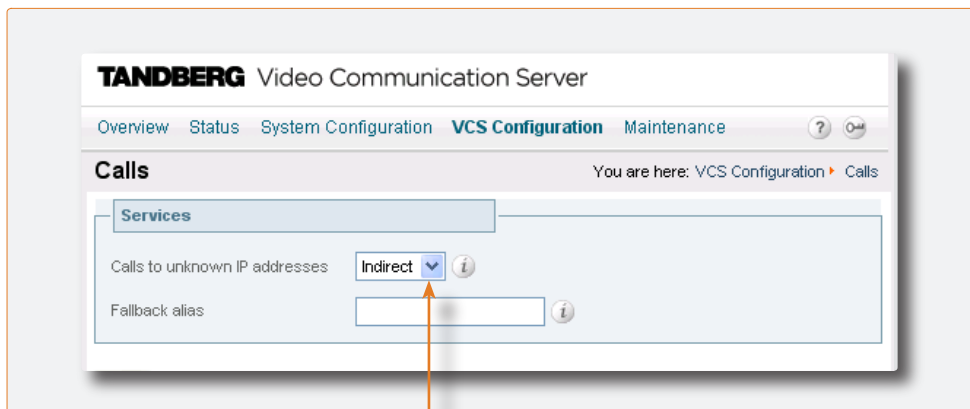 TANDBERG Video Communication Server
Overview Status System Configuration VCS Configuration Maintenance ?
Calls You are here: VCS Configuration Calls
Services
Calls to unknown IP addresses Indirect i
Fallback alias i